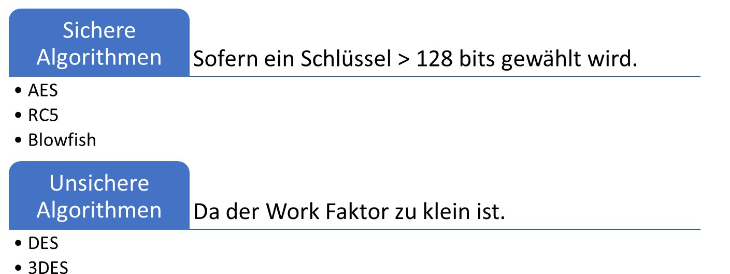 Sichere
Algorithmen
Sofern ein Schlüssel > 128 bits gewählt wird.
• AES
• RC5
• Blowfish
Unsichere
Algorithmen
Da der Work Faktor zu klein ist.
• DES
• 3DES